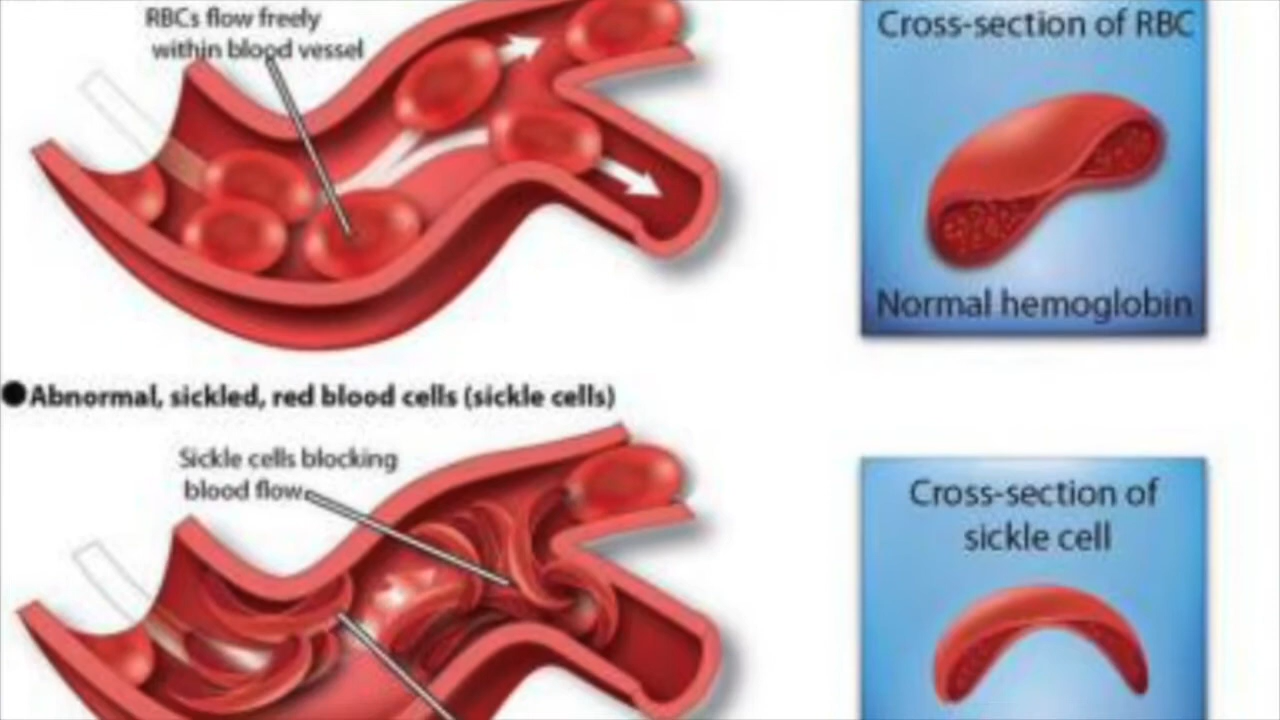 RBCs flow freely
within blood vessel
Cross-section of RBC
Normal hemoglobin
Abnormal, sickled, red blood cells (sickle cells)
Sickle cells blocking
blood flow
Cross-section of
sickle cell